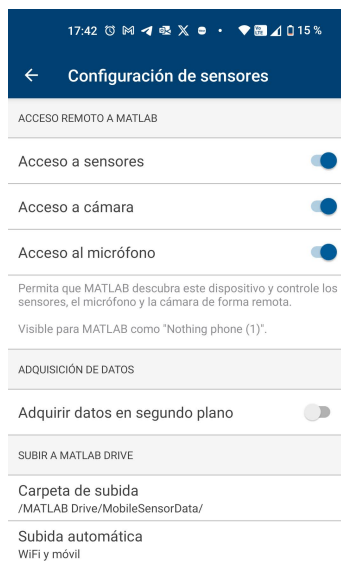 17:42 15 %
Configuración de sensores
ACCESO REMOTO A MATLAB
Acceso a sensores
Acceso a cámara
Acceso al micrófono
Permita que MATLAB descubra este dispositivo y controle los
sensores, el micrófono y la cámara de forma remota.
Visible para MATLAB como "Nothing phone (1)".
ADQUISICIÓN DE DATOS
Adquirir datos en segundo plano
SUBIR A MATLAB DRIVE
Carpeta de subida
/MATLAB Drive/MobileSensorData/
Subida automática
WiFi y móvil